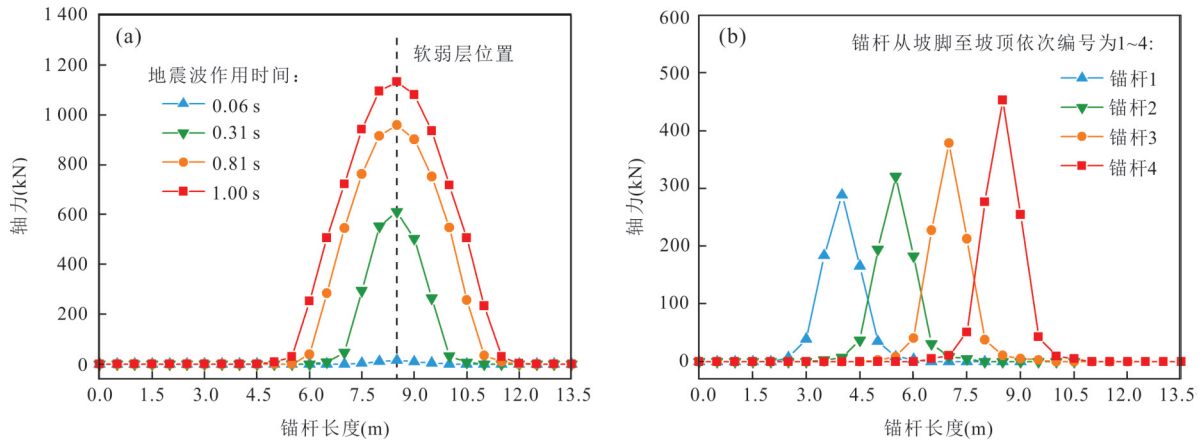 (a)
软弱层位置
地震波作用时间：
0.06 s
0.31 s
0.81 s
1.00 s
轴力(kN)
1 400
1 200
1 000
800
600
400
200
0
0.0 1.5 3.0 4.5 6.0 7.5 9.0 10.5 12.0 13.5
锚杆长度(m)
(b)
锚杆从坡脚至坡顶依次编号为1~4:
锚杆1
锚杆2
锚杆3
锚杆4
轴力(kN)
600
500
400
300
200
100
0
0.0 1.5 3.0 4.5 6.0 7.5 9.0 10.5 12.0 13.5
锚杆长度(m)